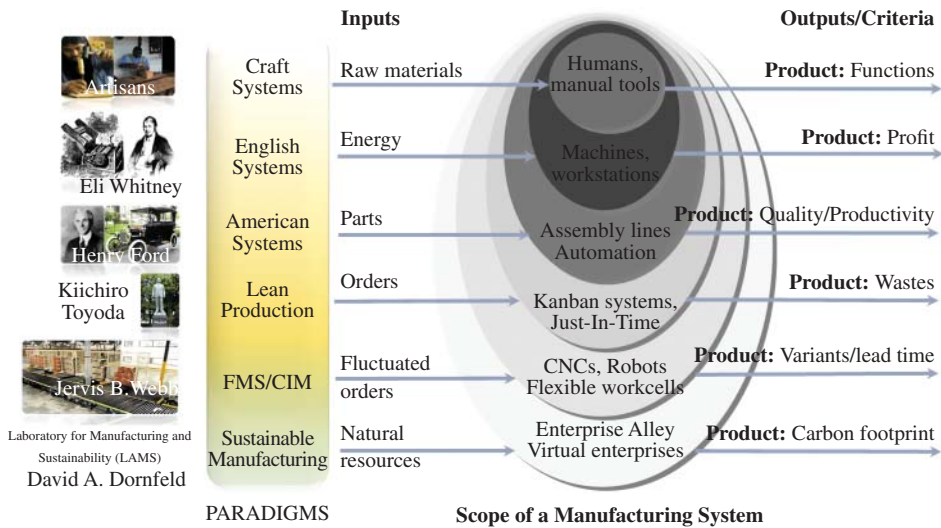 Inputs
Outputs/Criteria
Artisans
Craft
Systems
Raw materials
Humans,
manual tools
Product: Functions
Eli Whitney
English
Systems
Energy
Machines,
workstations
Product: Profit
Henry Ford
American
Systems
Parts
Assembly lines
Automation
Product: Quality/Productivity
Kiichiro
Toyoda
Lean
Production
Orders
Kanban systems,
Just-In-Time
Product: Wastes
Jervis B.Webb
FMS/CIM
Fluctuated
orders
CNCs, Robots
Flexible workcells
Product: Variants/lead time
Laboratory for Manufacturing and
Sustainability (LAMS)
David A. Dornfeld
Sustainable
Manufacturing
Natural
resources
Enterprise Alley
Virtual enterprises
Product: Carbon footprint
PARADIGMS
Scope of a Manufacturing System